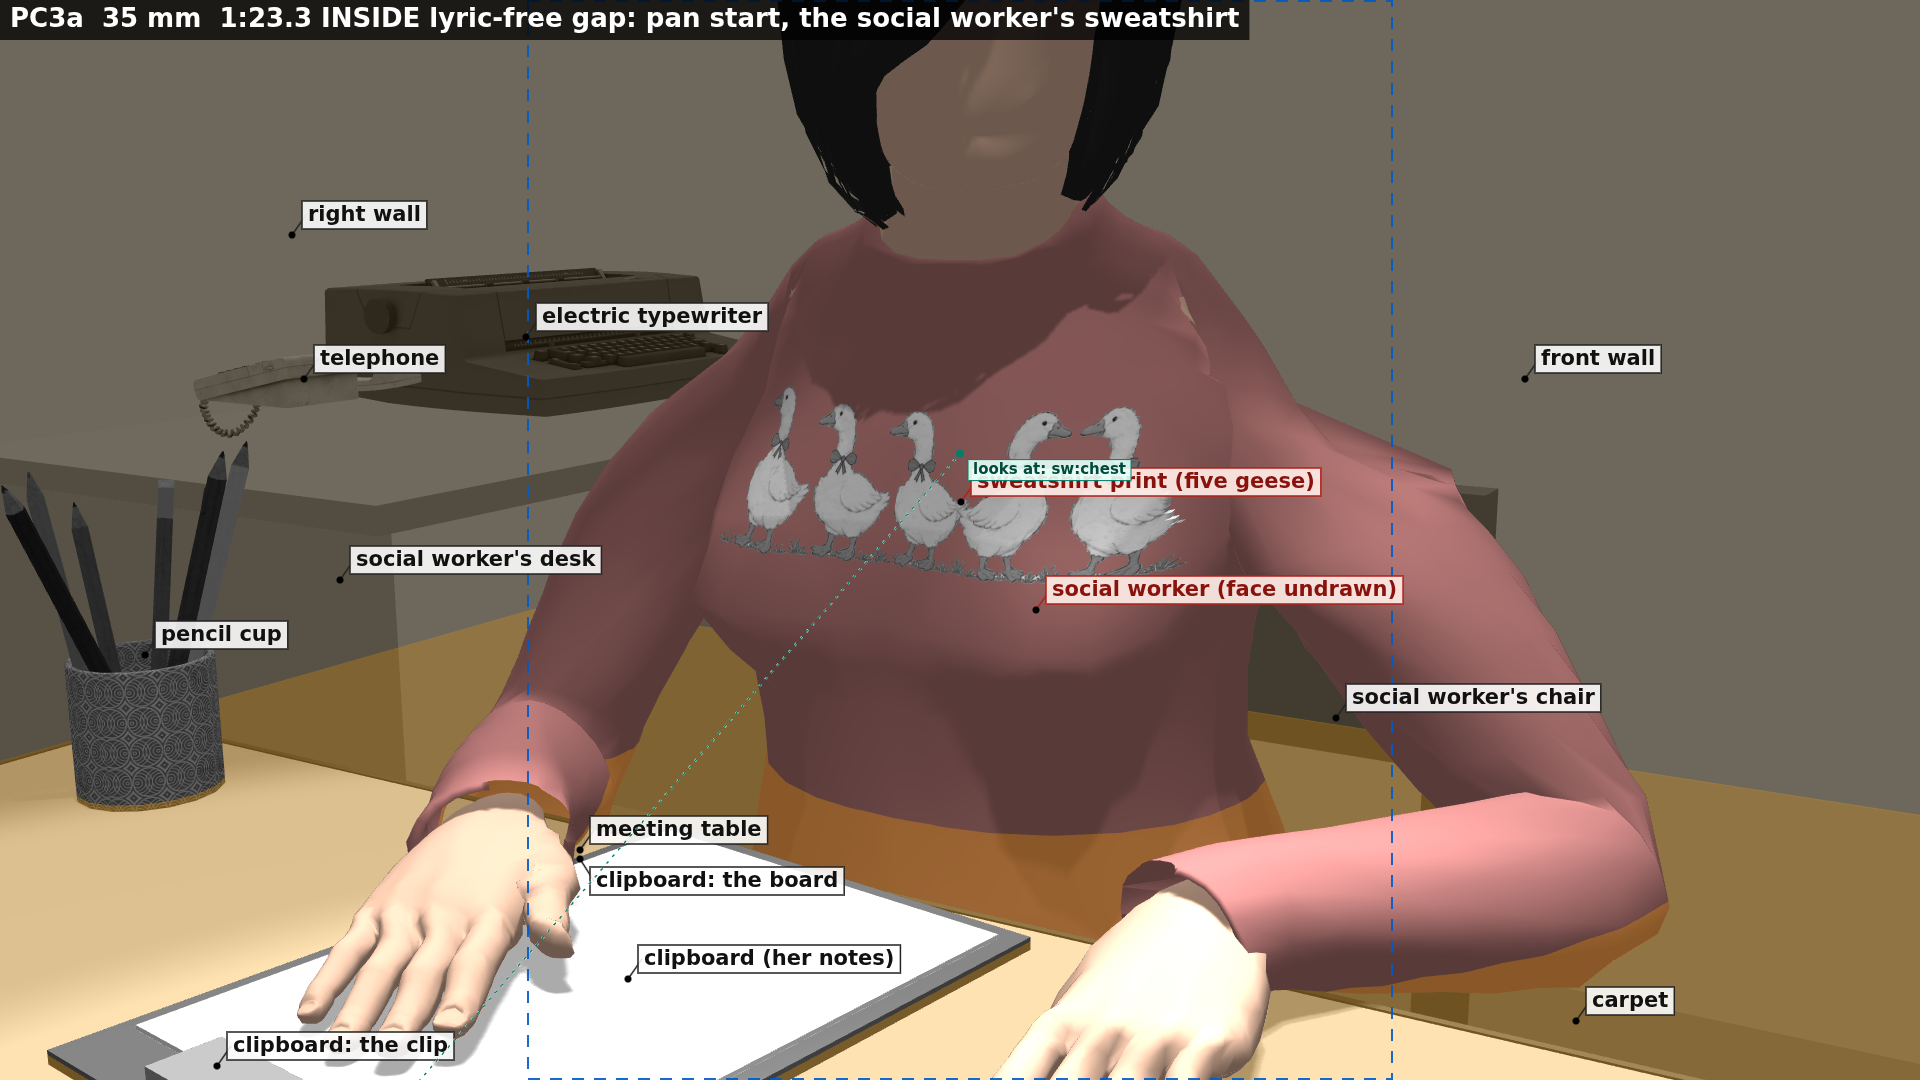 PC3a 35 mm 1:23.3 INSIDE lyric-free gap: pan start, the social worker's sweatshirt
right wall
electric typewriter
telephone
front wall
looks at: sw:chest
sweatshirt print (five geese)
social worker's desk
social worker (face undrawn)
pencil cup
social worker's chair
meeting table
clipboard: the board
clipboard (her notes)
carpet
clipboard: the clip